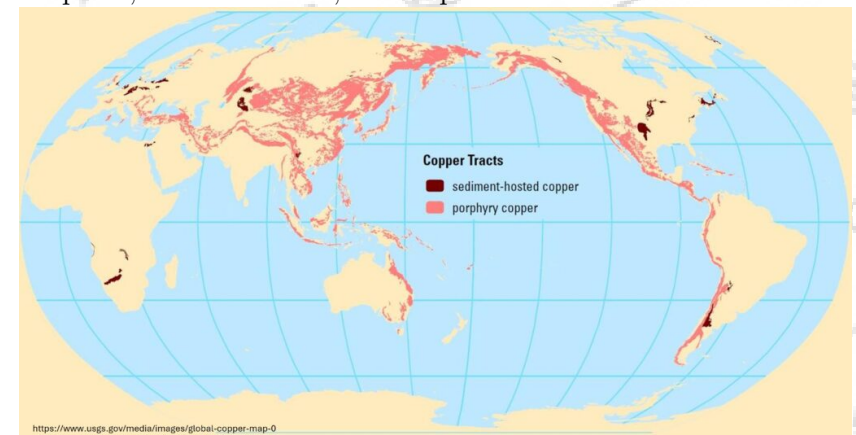 Copper Tracts
sediment-hosted copper
porphyry copper
https://www.usgs.gov/media/images/global-copper-map-0